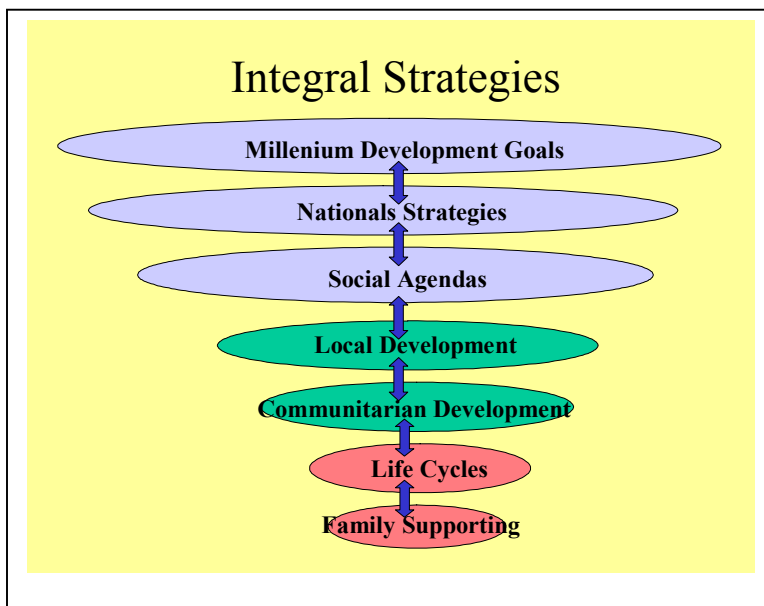 Integral Strategies
Millenium Development Goals
Nationals Strategies
Social Agendas
Local Development
Communitarian Development
Life Cycles
Family Supporting